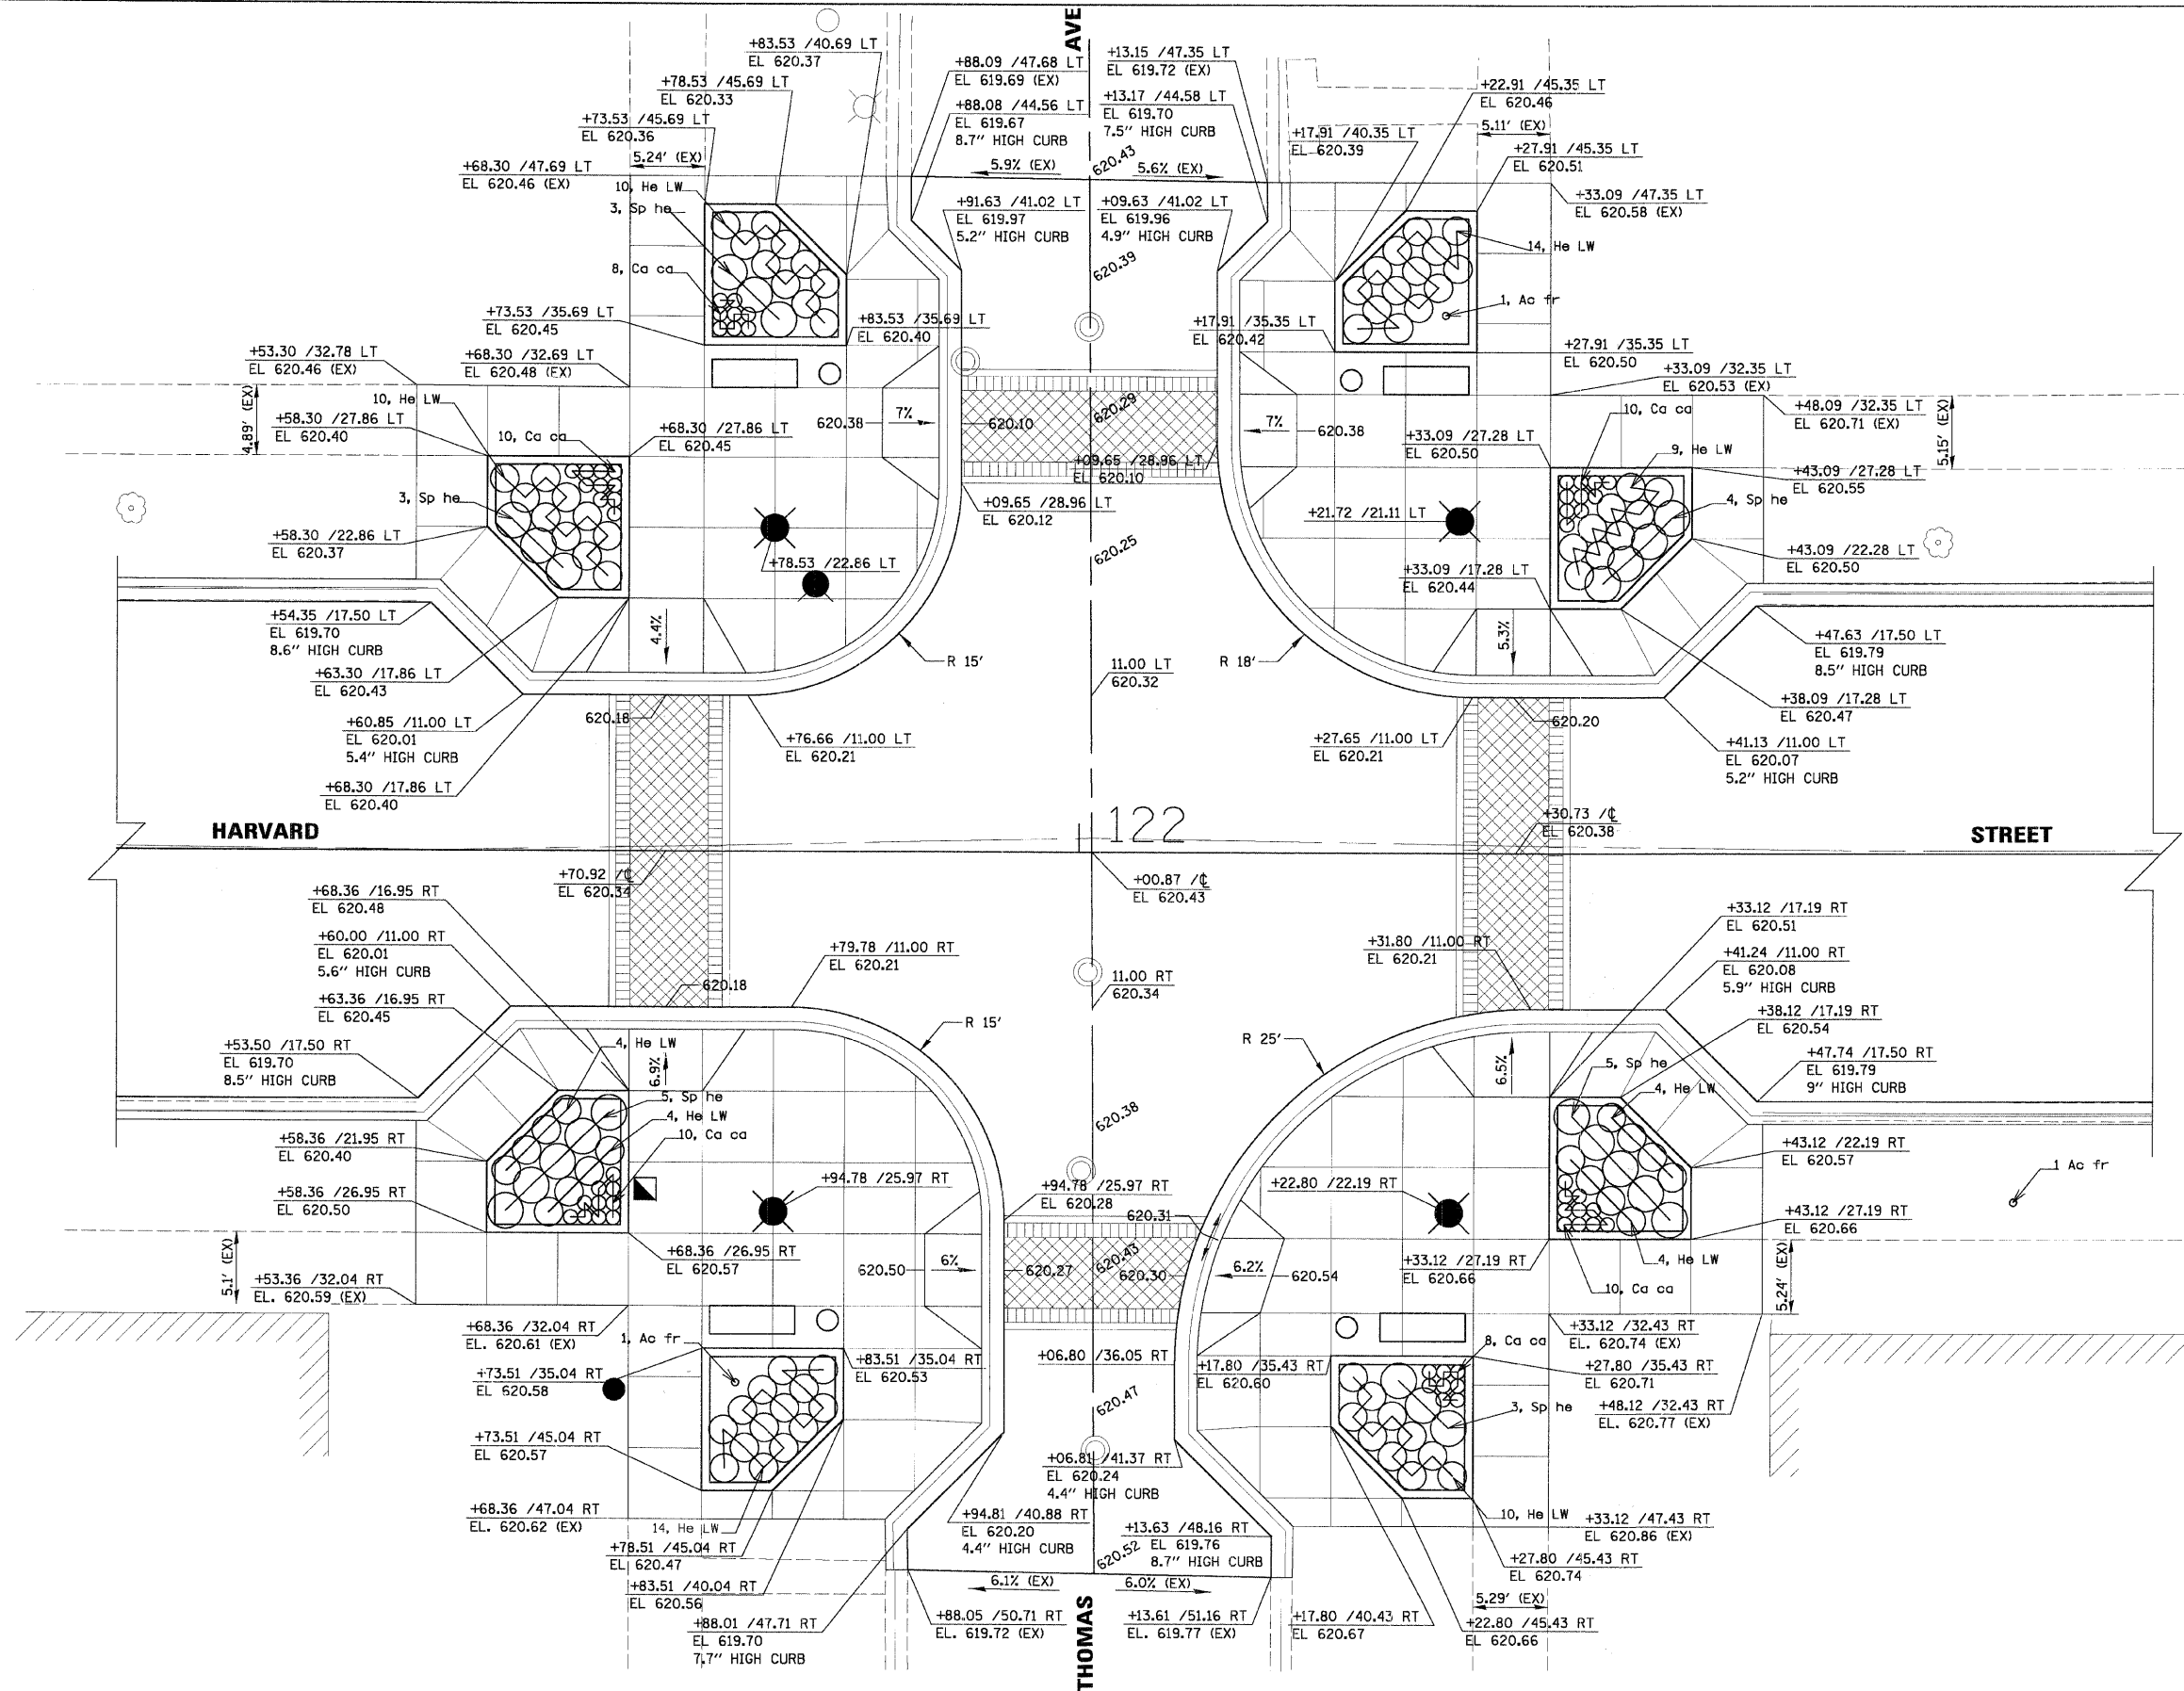 AVE
+83.53 /40.69 LT
EL 620.37
+78.53 /45.69 LT
EL 620.33
+73.53 /45.69 LT
EL 620.36
5.24' (EX)
+68.30 /47.69 LT
EL 620.46 (EX)
10, He LW
3, Sp he
8, Ca ca
+73.53 /35.69 LT
EL 620.45
+83.53 /35.69 LT
EL 620.40
+88.09 /47.68 LT
EL 619.69 (EX)
+88.08 /44.56 LT
EL 619.67
8.7" HIGH CURB
5.9% (EX)
+91.63 /41.02 LT
EL 619.97
5.2" HIGH CURB
+13.15 /47.35 LT
EL 619.72 (EX)
+13.17 /44.58 LT
EL 619.70
7.5" HIGH CURB
620.43
5.6% (EX)
+09.63 /41.02 LT
EL 619.96
4.9" HIGH CURB
620.39
+22.91 /45.35 LT
EL 620.46
5.11' (EX)
+17.91 /40.35 LT
EL 620.39
+27.91 /45.35 LT
EL 620.51
+33.09 /47.35 LT
EL 620.58 (EX)
14, He LW
1, Ac fr
+17.91 /35.35 LT
EL 620.42
+27.91 /35.35 LT
EL 620.50
+33.09 /32.35 LT
EL 620.53 (EX)
+48.09 /32.35 LT
EL 620.71 (EX)
5.15' (EX)
+53.30 /32.78 LT
EL 620.46 (EX)
+68.30 /32.69 LT
EL 620.48 (EX)
4.89' (EX)
10, He LW
+58.30 /27.86 LT
EL 620.40
10, Ca ca
+68.30 /27.86 LT
EL 620.45
3, Sp he
+58.30 /22.86 LT
EL 620.37
620.38
7%
620.10
620.29
+09.65 /28.96 LT
EL 620.10
+09.65 /28.96 LT
EL 620.12
7%
620.38
+33.09 /27.28 LT
EL 620.50
10, Ca ca
9, He LW
+43.09 /27.28 LT
EL 620.55
4, Sp he
+21.72 /21.11 LT
+43.09 /22.28 LT
EL 620.50
620.25
+78.53 /22.86 LT
+33.09 /17.28 LT
EL 620.44
+54.35 /17.50 LT
EL 619.70
8.6" HIGH CURB
+63.30 /17.86 LT
EL 620.43
4.4%
R 15'
11.00 LT
620.32
R 18'
5.3%
+47.63 /17.50 LT
EL 619.79
8.5" HIGH CURB
+38.09 /17.28 LT
EL 620.47
+60.85 /11.00 LT
EL 620.01
5.4" HIGH CURB
620.18
+76.66 /11.00 LT
EL 620.21
+27.65 /11.00 LT
EL 620.21
620.20
+41.13 /11.00 LT
EL 620.07
5.2" HIGH CURB
+68.30 /17.86 LT
EL 620.40
HARVARD
122
+30.73 /℄
EL 620.38
STREET
+70.92 /℄
EL 620.34
+00.87 /℄
EL 620.43
+68.36 /16.95 RT
EL 620.48
+60.00 /11.00 RT
EL 620.01
5.6" HIGH CURB
+63.36 /16.95 RT
EL 620.45
+53.50 /17.50 RT
EL 619.70
8.5" HIGH CURB
+79.78 /11.00 RT
EL 620.21
620.18
11.00 RT
620.34
+31.80 /11.00 RT
EL 620.21
+33.12 /17.19 RT
EL 620.51
+41.24 /11.00 RT
EL 620.08
5.9" HIGH CURB
+38.12 /17.19 RT
EL 620.54
+47.74 /17.50 RT
EL 619.79
9" HIGH CURB
R 15'
R 25'
4, He LW
6.9%
5, Sp he
4, He LW
10, Ca ca
620.38
6.5%
5, Sp he
4, He LW
+58.36 /21.95 RT
EL 620.40
+58.36 /26.95 RT
EL 620.50
+94.78 /25.97 RT
+94.78 /25.97 RT
EL 620.28
620.31
+22.80 /22.19 RT
+43.12 /22.19 RT
EL 620.57
1 Ac fr
+43.12 /27.19 RT
EL 620.66
5.1' (EX)
+53.36 /32.04 RT
EL. 620.59 (EX)
+68.36 /26.95 RT
EL 620.57
620.50
6%
620.27
620.43
620.30
6.2%
620.54
+33.12 /27.19 RT
EL 620.66
4, He LW
10, Ca ca
5.24' (EX)
+68.36 /32.04 RT
EL. 620.61 (EX)
1, Ac fr
+73.51 /35.04 RT
EL 620.58
+83.51 /35.04 RT
EL 620.53
+06.80 /36.05 RT
620.47
+17.80 /35.43 RT
EL 620.60
8, Ca ca
+33.12 /32.43 RT
EL. 620.74 (EX)
+27.80 /35.43 RT
EL 620.71
3, Sp he
+48.12 /32.43 RT
EL. 620.77 (EX)
+73.51 /45.04 RT
EL 620.57
+06.81 /41.37 RT
EL 620.24
4.4" HIGH CURB
+68.36 /47.04 RT
EL. 620.62 (EX)
14, He LW
+78.51 /45.04 RT
EL 620.47
+83.51 /40.04 RT
EL 620.56
+88.01 /47.71 RT
EL 619.70
7.7" HIGH CURB
+94.81 /40.88 RT
EL 620.20
4.4" HIGH CURB
620.52
+13.63 /48.16 RT
EL 619.76
8.7" HIGH CURB
6.1% (EX)
6.0% (EX)
+88.05 /50.71 RT
EL. 619.72 (EX)
+13.61 /51.16 RT
EL. 619.77 (EX)
10, He LW
+33.12 /47.43 RT
EL 620.86 (EX)
+27.80 /45.43 RT
EL 620.74
5.29' (EX)
+17.80 /40.43 RT
EL 620.67
+22.80 /45.43 RT
EL 620.66
THOMAS